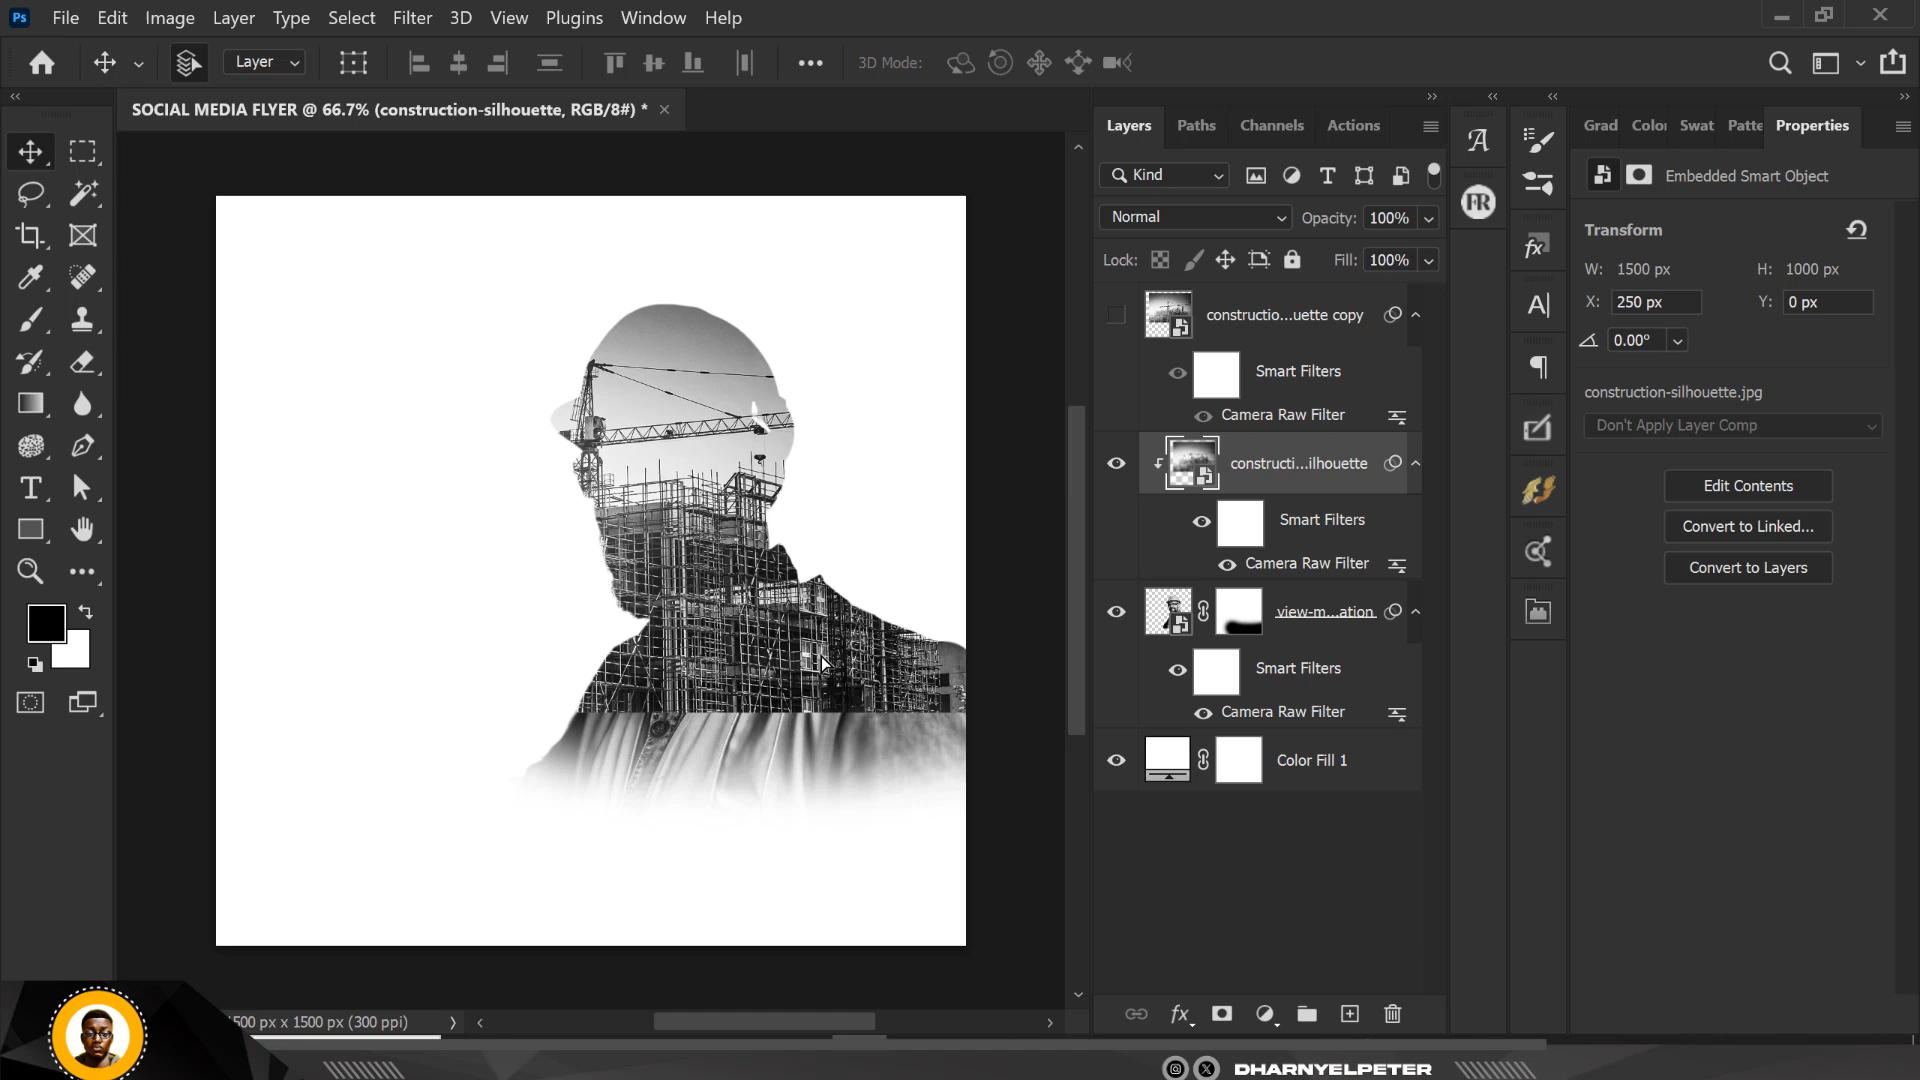 Ps File Edit Image Layer Type Select Filter 3D View Plugins Window Help
Layer 3D Mode:
SOCIAL MEDIA FLYER @ 66.7% (construction-silhouette, RGB/8#) *
Layers Paths Channels Actions
Grad Color Swat Patte Properties
Kind
Embedded Smart Object
Normal Opacity: 100%
Lock: Fill: 100%
Transform
W: 1500 px H: 1000 px
X: 250 px Y: 0 px
0.00°
constructio...uette copy
Smart Filters
Camera Raw Filter
construction-silhouette.jpg
Don't Apply Layer Comp
constructi...ilhouette
Smart Filters
Camera Raw Filter
Edit Contents
Convert to Linked...
Convert to Layers
view-m...ation
Smart Filters
Camera Raw Filter
Color Fill 1
fx
A
FR
fx
A|
T
500 px x 1500 px (300 ppi)
DHARNYELPETER